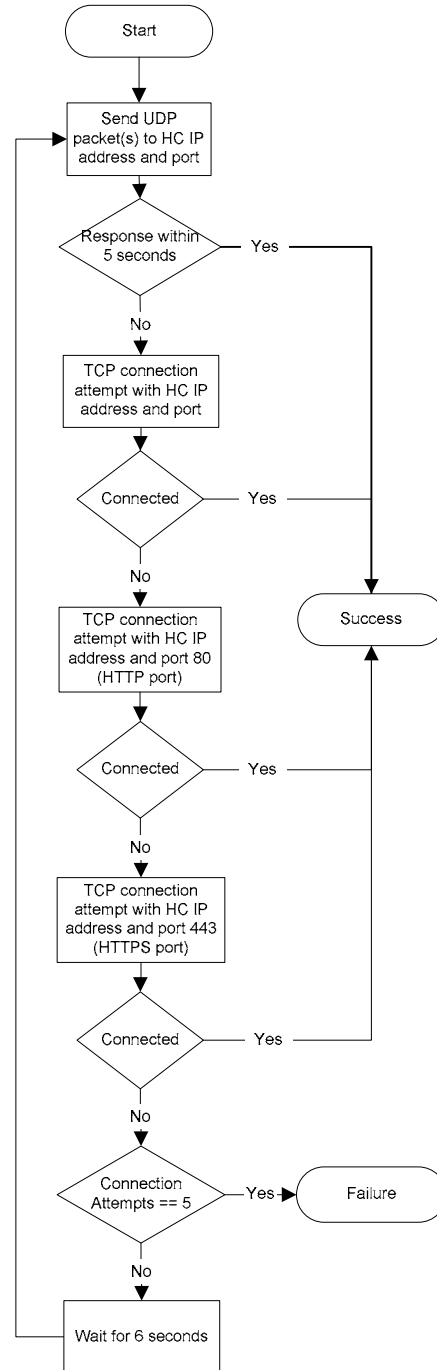 Start
Send UDP
packet(s) to HC IP
address and port
Response within
5 seconds
Yes
No
TCP connection
attempt with HC IP
address and port
Connected
Yes
No
TCP connection
attempt with HC IP
address and port 80
(HTTP port)
Success
Connected
Yes
No
TCP connection
attempt with HC IP
address and port 443
(HTTPS port)
Connected
Yes
No
Connection
Attempts == 5
Yes
Failure
No
Wait for 6 seconds